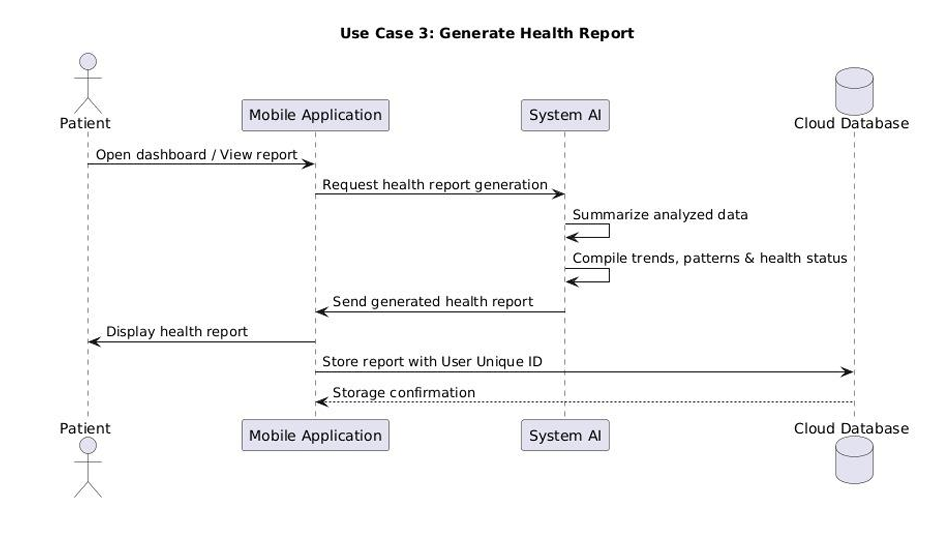 Use Case 3: Generate Health Report
Patient
Mobile Application
System AI
Cloud Database
Open dashboard / View report
Request health report generation
Summarize analyzed data
Compile trends, patterns & health status
Send generated health report
Display health report
Store report with User Unique ID
Storage confirmation
Patient
Mobile Application
System AI
Cloud Database